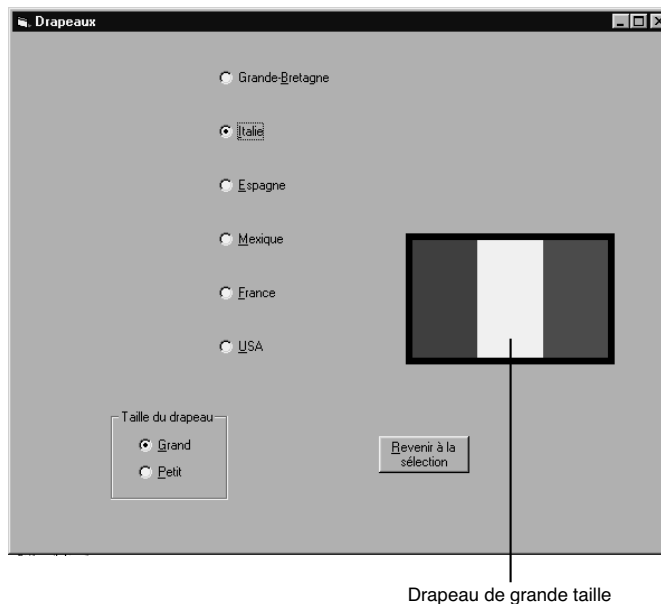 Drapeaux
Grande-Bretagne
Italie
Espagne
Mexique
France
USA
Taille du drapeau
Grand
Petit
Revenir à la
sélection
Drapeau de grande taille